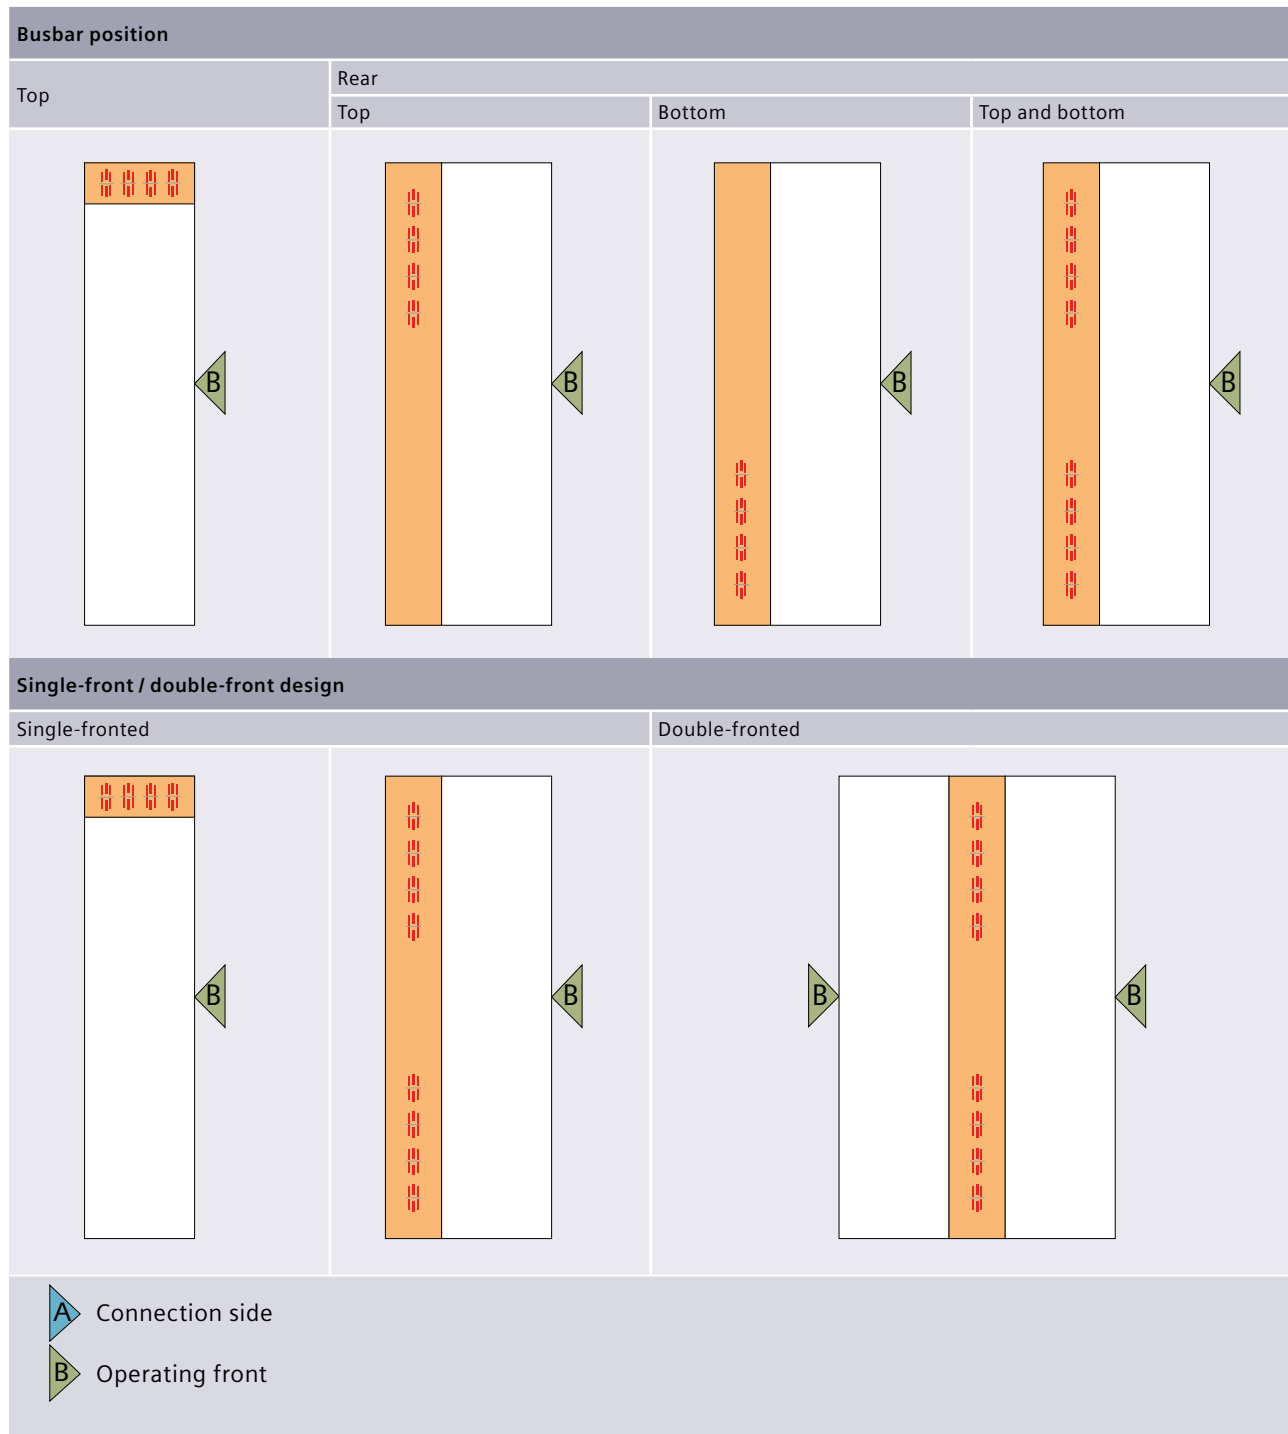 Busbar position
Top
Rear
Top
Bottom
Top and bottom
B
B
B
B
Single-front / double-front design
Single-fronted
Double-fronted
B
B
B
B
A Connection side
B Operating front